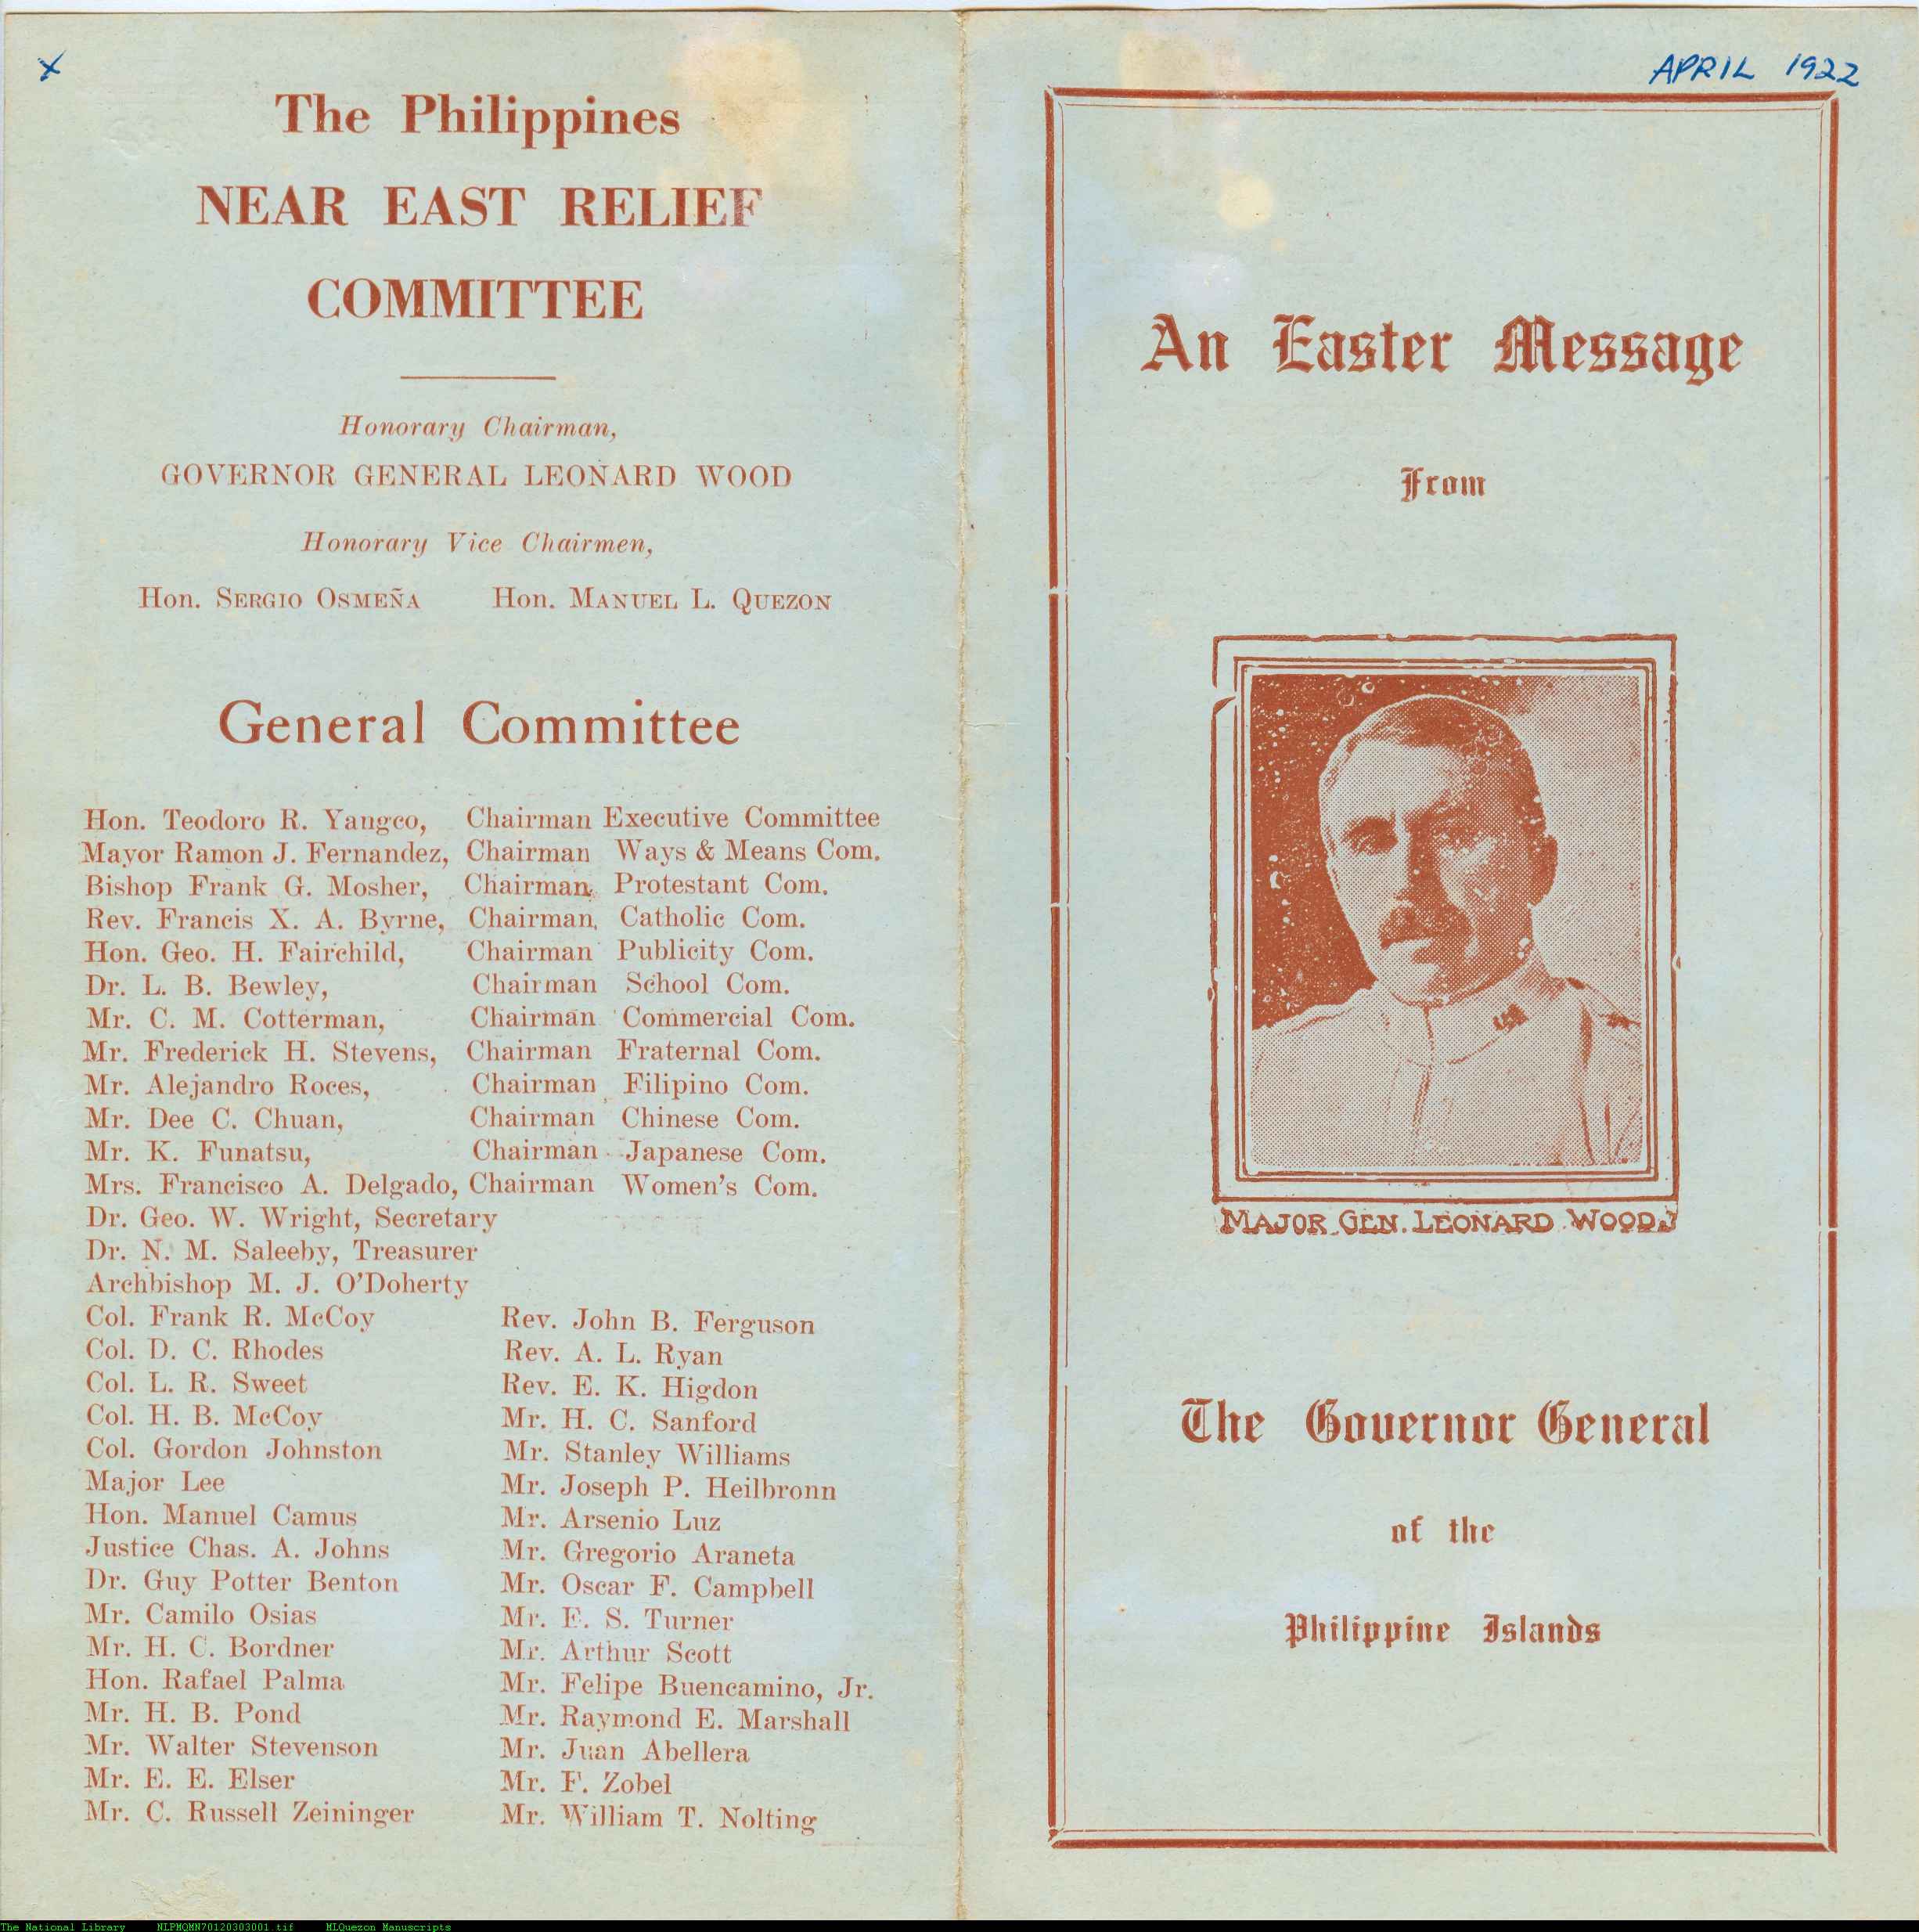 x
The Philippines
NEAR EAST RELIEF
COMMITTEE
Honorary Chairman,
GOVERNOR GENERAL LEONARD WOOD
Honorary Vice Chairmen,
Hon. SERGIO OSMEÑA Hon. MANUEL L. QUEZON
General Committee
Hon. Teodoro R. Yangco, Chairman Executive Committee
Mayor Ramon J. Fernandez, Chairman Ways & Means Com.
Bishop Frank G. Mosher, Chairman Protestant Com.
Rev. Francis X. A. Byrne, Chairman Catholic Com.
Hon. Geo. H. Fairchild, Chairman Publicity Com.
Dr. L. B. Bewley, Chairman School Com.
Mr. C. M. Cotterman, Chairman Commercial Com.
Mr. Frederick H. Stevens, Chairman Fraternal Com.
Mr. Alejandro Roces, Chairman Filipino Com.
Mr. Dee C. Chuan, Chairman Chinese Com.
Mr. K. Funatsu, Chairman Japanese Com.
Mrs. Francisco A. Delgado, Chairman Women's Com.
Dr. Geo. W. Wright, Secretary
Dr. N. M. Saleeby, Treasurer
Archbishop M. J. O'Doherty
Col. Frank R. McCoy
Col. D. C. Rhodes
Col. L. R. Sweet
Col. H. B. McCoy
Col. Gordon Johnston
Major Lee
Hon. Manuel Camus
Justice Chas. A. Johns
Dr. Guy Potter Benton
Mr. Camilo Osias
Mr. H. C. Bordner
Hon. Rafael Palma
Mr. H. B. Pond
Mr. Walter Stevenson
Mr. E. E. Elser
Mr. C. Russell Zeininger
Rev. John B. Ferguson
Rev. A. L. Ryan
Rev. E. K. Higdon
Mr. H. C. Sanford
Mr. Stanley Williams
Mr. Joseph P. Heilbronn
Mr. Arsenio Luz
Mr. Gregorio Araneta
Mr. Oscar F. Campbell
Mr. E. S. Turner
Mr. Arthur Scott
Mr. Felipe Buencamino, Jr.
Mr. Raymond E. Marshall
Mr. Juan Abellera
Mr. F. Zobel
Mr. William T. Nolting
APRIL 1922
An Easter Message
From
MAJOR GEN. LEONARD WOOD
The Governor General
of the
Philippine Islands
The National Library NLPMQMN70120303001.tif MLQuezon Manuscripts